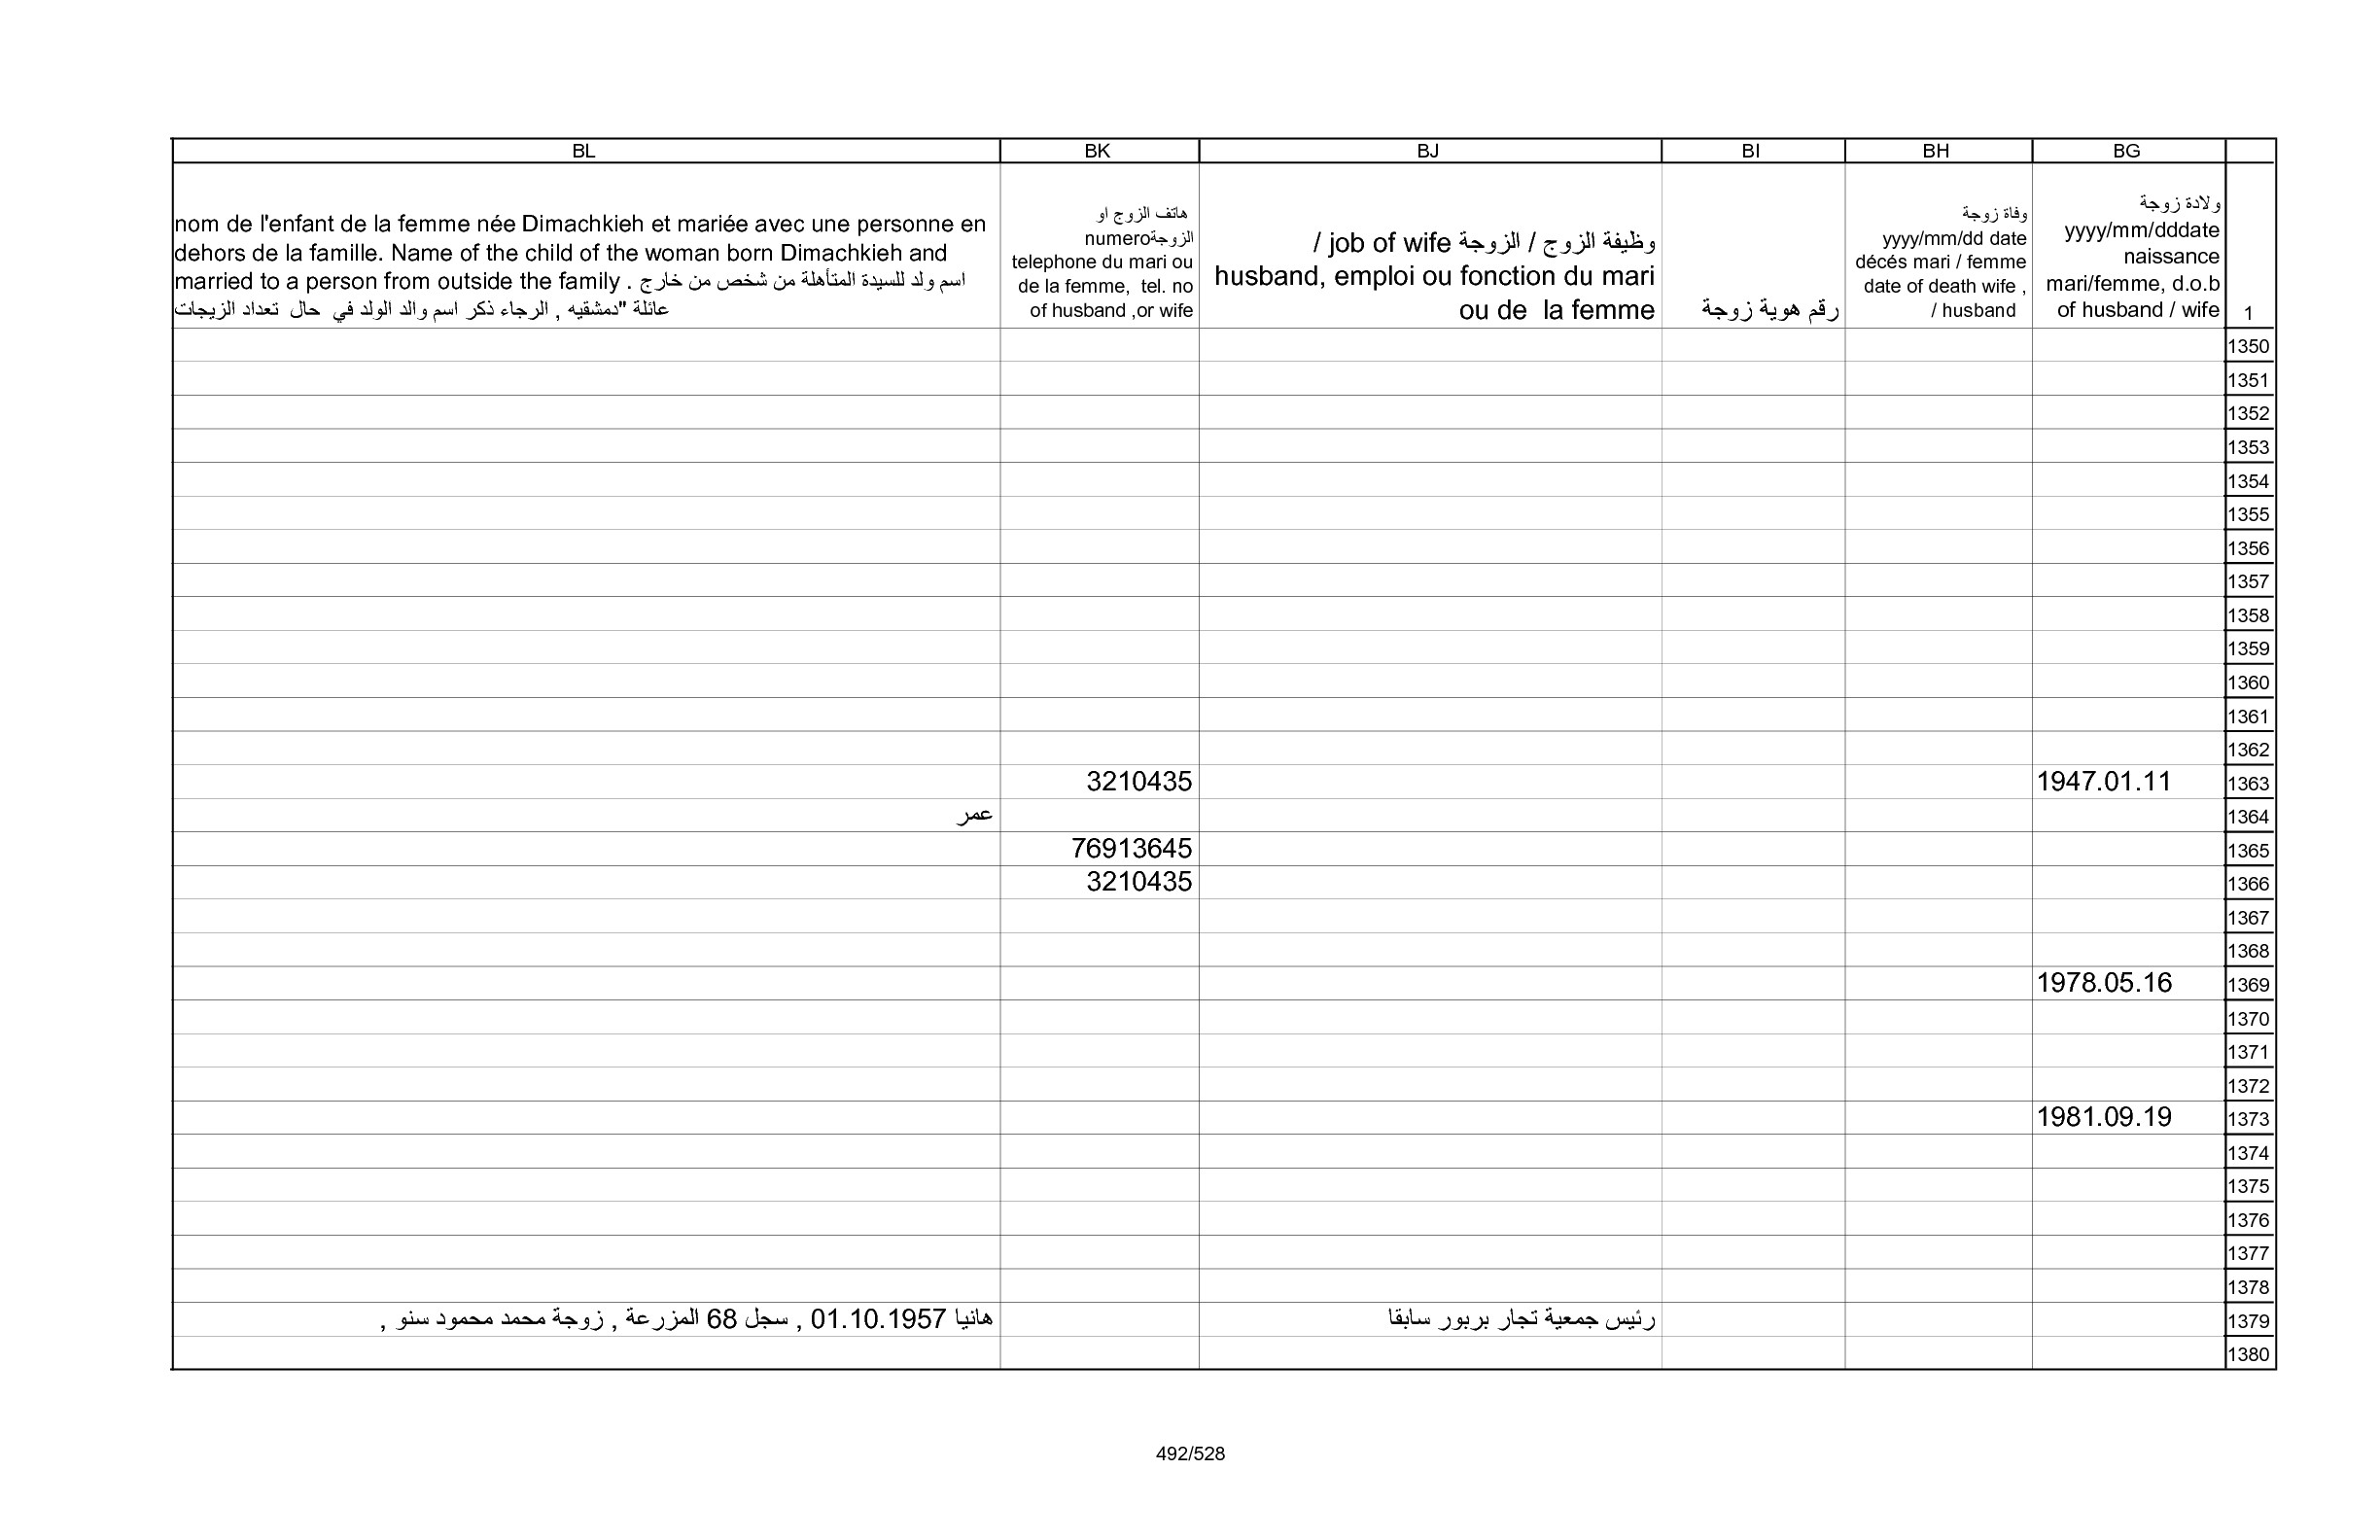 BL BK BJ BI BH BG
nom de l'enfant de la femme née Dimachkieh et mariée avec une personne en
dehors de la famille. Name of the child of the woman born Dimachkieh and
married to a person from outside the family . اسم ولد للسيدة المتأهلة من شخص من خارج
عائلة "دمشقيه , الرجاء ذكر اسم والد الولد في حال تعداد الزيجات
هاتف الزوج او
الزوجةnumero
telephone du mari ou
de la femme, tel. no
of husband ,or wife
وظيفة الزوج / الزوجة job of wife /
husband, emploi ou fonction du mari
ou de la femme
رقم هوية زوجة
وفاة زوجة
yyyy/mm/dd date
décés mari / femme
date of death wife ,
/ husband
ولادة زوجة
yyyy/mm/dddate
naissance
mari/femme, d.o.b
of husband / wife
1
1350
1351
1352
1353
1354
1355
1356
1357
1358
1359
1360
1361
1362
3210435 1947.01.11 1363
عمر 1364
76913645 1365
3210435 1366
1367
1368
1978.05.16 1369
1370
1371
1372
1981.09.19 1373
1374
1375
1376
1377
1378
هانيا 01.10.1957 , سجل 68 المزرعة , زوجة محمد محمود سنو ,
رئيس جمعية تجار بربور سابقا
1379
1380
492/528